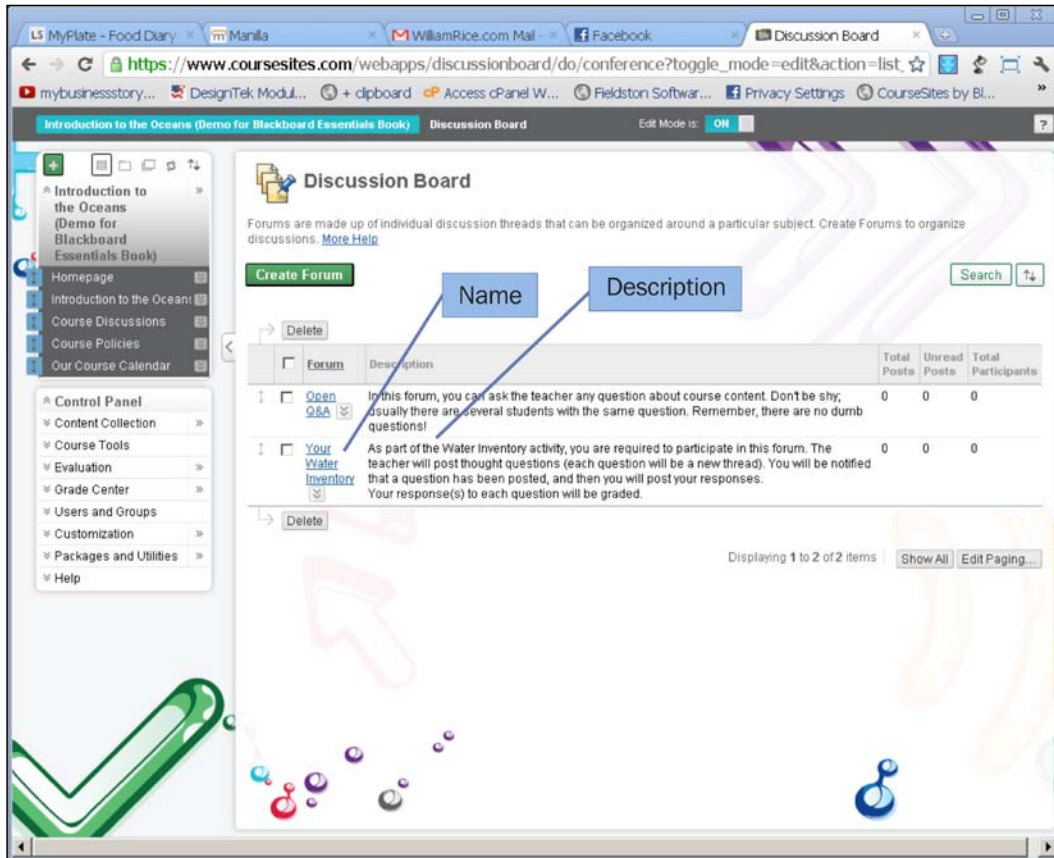 MyPlate - Food Diary
Manilla
WilliamRice.com Mail -
Facebook
Discussion Board
https://www.coursesites.com/webapps/discussionboard/do/conference?toggle_mode=edit&action=list_
mybusinessstory...
DesignTek Modul...
+ clipboard
cP Access cPanel W...
Fieldston Softwar...
Privacy Settings
CourseSites by Bl...
»
Introduction to the Oceans (Demo for Blackboard Essentials Book)
Discussion Board
Edit Mode is: ON
?
Introduction to
the Oceans
(Demo for
Blackboard
Essentials Book)
Homepage
Introduction to the Oceans
Course Discussions
Course Policies
Our Course Calendar
Control Panel
Content Collection
Course Tools
Evaluation
Grade Center
Users and Groups
Customization
Packages and Utilities
Help
Discussion Board
Forums are made up of individual discussion threads that can be organized around a particular subject. Create Forums to organize
discussions. More Help
Create Forum
Search
Name
Description
Delete
Forum
Description
Total
Posts
Unread
Posts
Total
Participants
Open
Q&A
In this forum, you can ask the teacher any question about course content. Don't be shy;
usually there are several students with the same question. Remember, there are no dumb
questions!
0 0 0
Your
Water
Inventory
As part of the Water Inventory activity, you are required to participate in this forum. The
teacher will post thought questions (each question will be a new thread). You will be notified
that a question has been posted, and then you will post your responses.
Your response(s) to each question will be graded.
0 0 0
Delete
Displaying 1 to 2 of 2 items
Show All
Edit Paging...